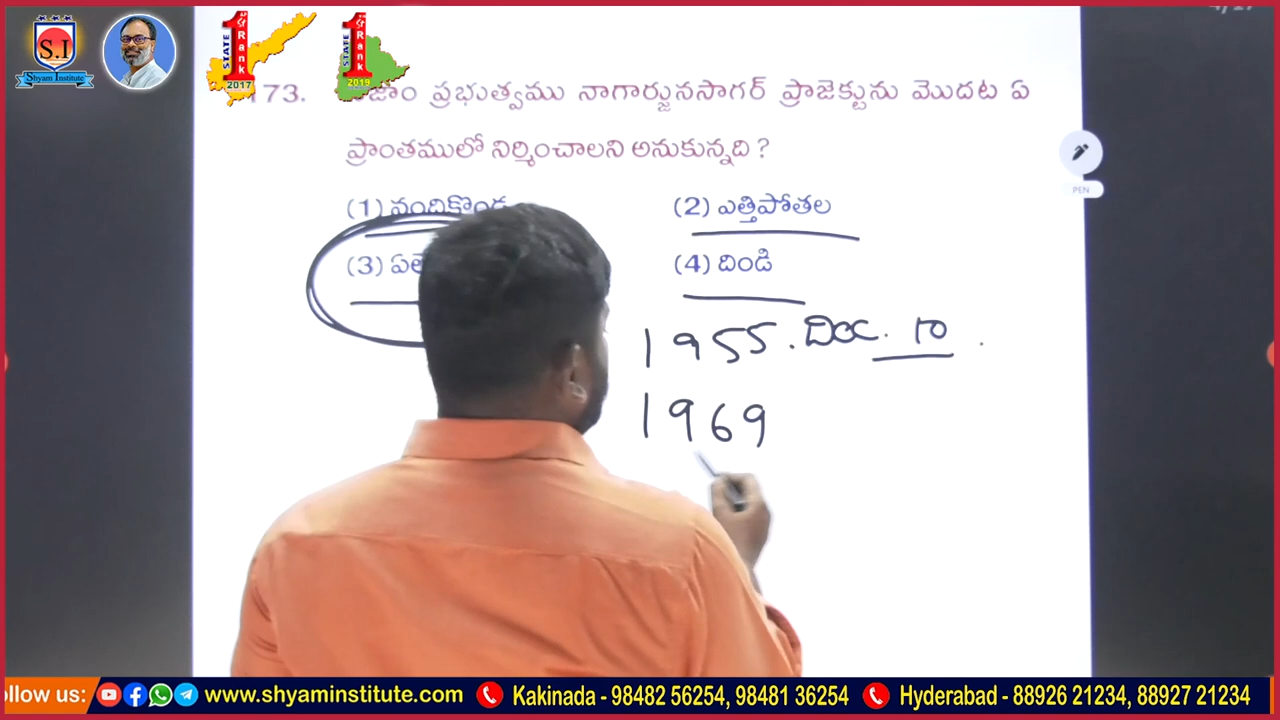 S.I
Shyam Institute
STATE 1 Rank 2017
STATE 1 Rank 2019
173. ప్రభుత్వము నాగార్జునసాగర్ ప్రాజెక్టును మొదట ఏ
ప్రాంతములో నిర్మించాలని అనుకున్నది ?
(1) నందికొండ (2) ఎత్తిపోతల
(3) (4) దిండి
PEN
1955. Dec. 10.
1969
ollow us: www.shyaminstitute.com Kakinada - 98482 56254, 98481 36254 Hyderabad - 88926 21234, 88927 21234